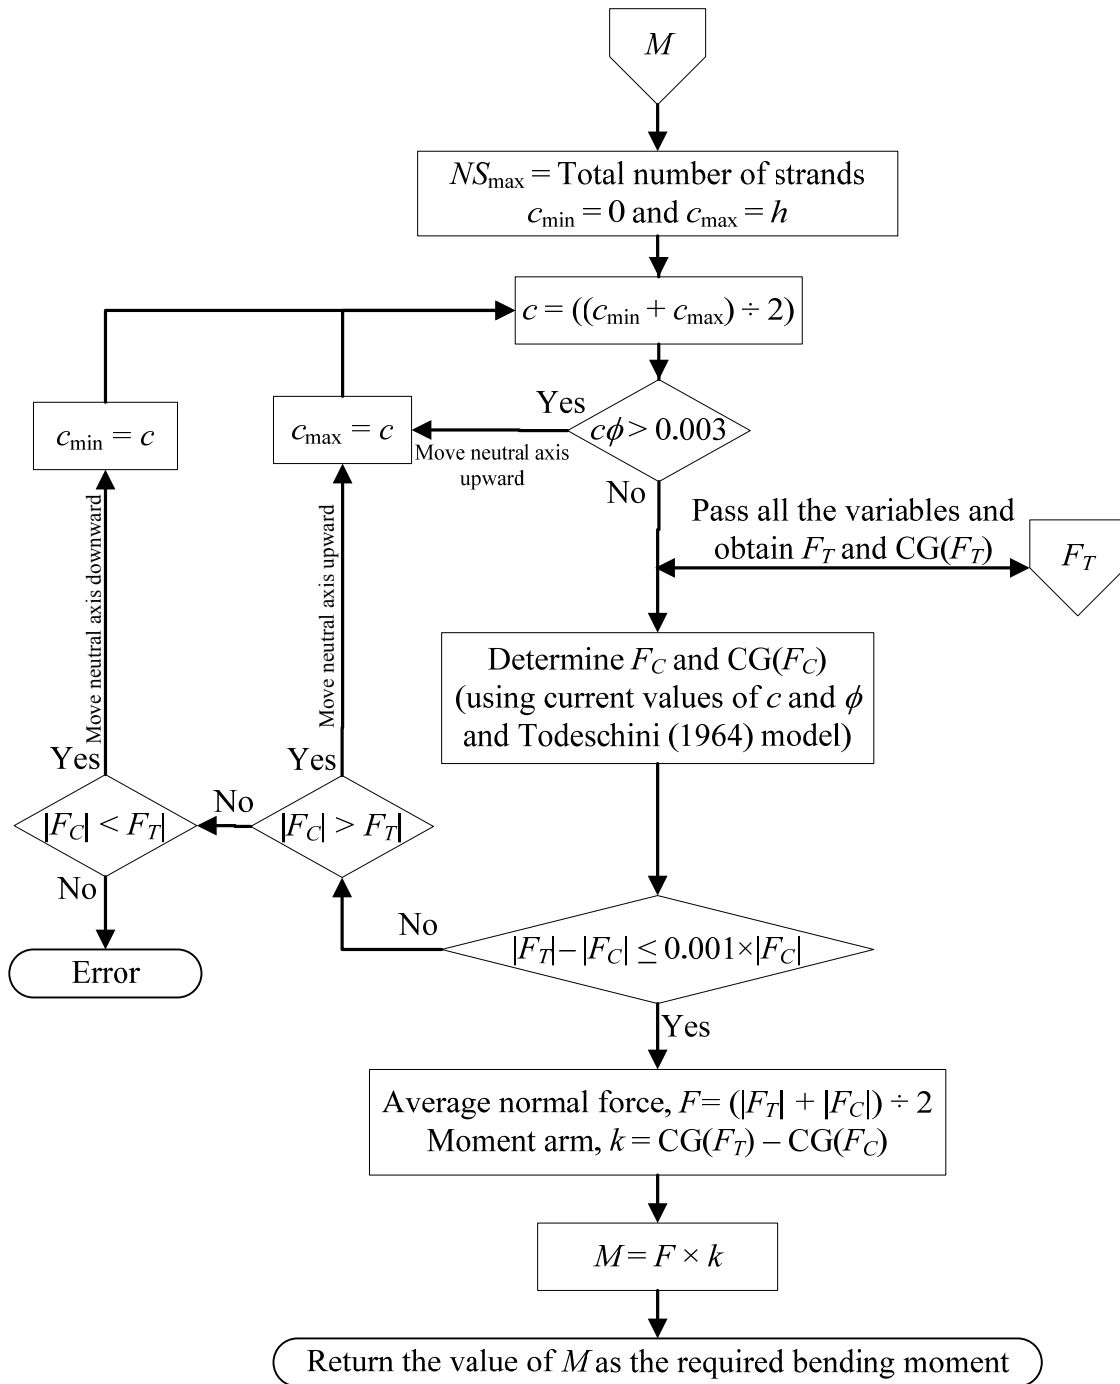 M
NSmax = Total number of strands
cmin = 0 and cmax = h
c = ((cmin + cmax) ÷ 2)
Yes
cϕ > 0.003
Move neutral axis
upward
No
cmin = c
cmax = c
Pass all the variables and
obtain FT and CG(FT)
FT
Determine FC and CG(FC)
(using current values of c and ϕ
and Todeschini (1964) model)
Move neutral axis downward
Move neutral axis upward
Yes
Yes
|FC| < FT|
No
|FC| > FT|
No
Error
No
|FT| – |FC| ≤ 0.001×|FC|
Yes
Average normal force, F= (|FT| + |FC|) ÷ 2
Moment arm, k = CG(FT) – CG(FC)
M = F × k
Return the value of M as the required bending moment